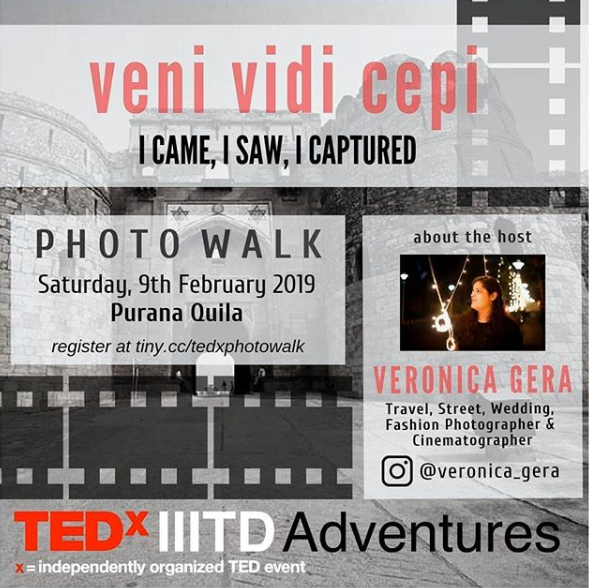 veni vidi cepi
I CAME, I SAW, I CAPTURED
PHOTO WALK
Saturday, 9th February 2019
Purana Quila
register at tiny.cc/tedxphotowalk
about the host
VERONICA GERA
Travel, Street, Wedding,
Fashion Photographer &
Cinematographer
@veronica_gera
TEDx IIITD Adventures
x = independently organized TED event